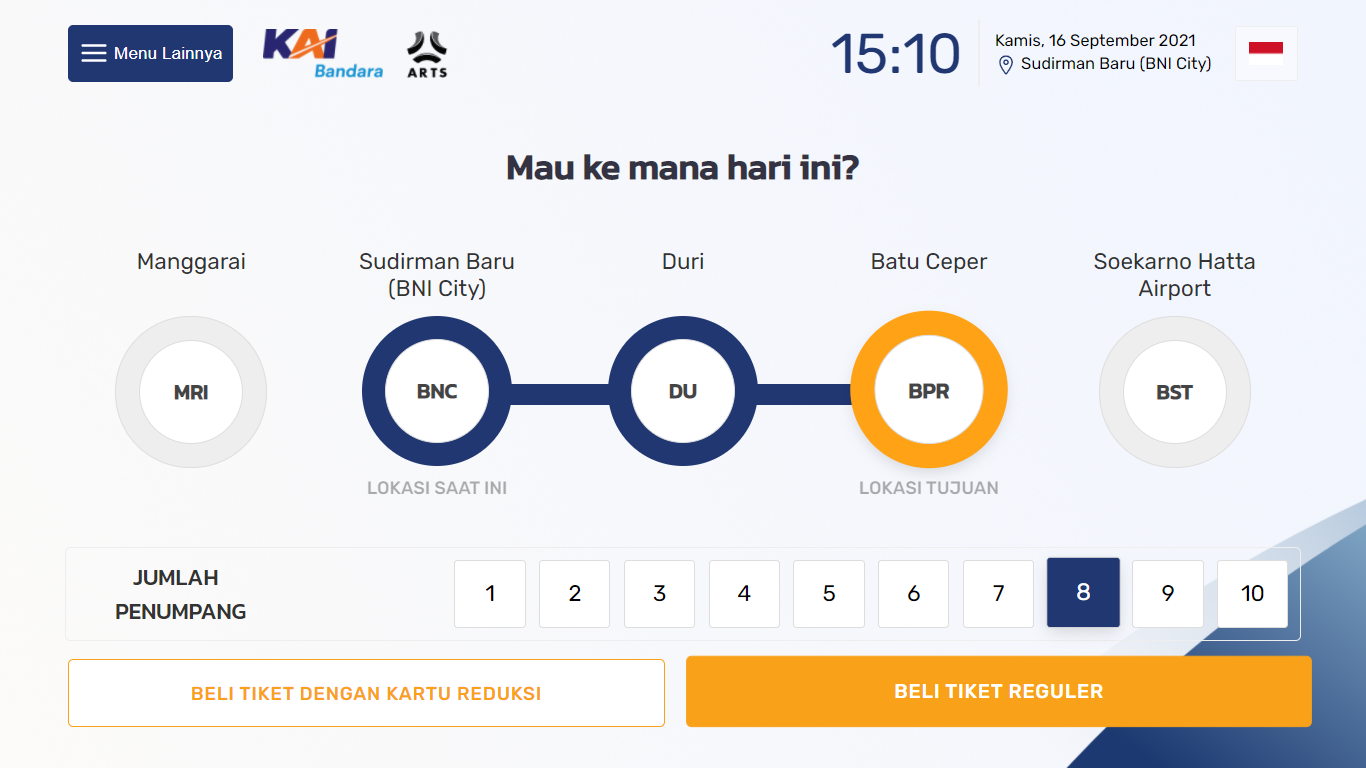 Menu Lainnya
KAI
Bandara
ARTS
15:10
Kamis, 16 September 2021
Sudirman Baru (BNI City)
Mau ke mana hari ini?
Manggarai
Sudirman Baru
(BNI City)
Duri
Batu Ceper
Soekarno Hatta
Airport
MRI
BNC
DU
BPR
BST
LOKASI SAAT INI
LOKASI TUJUAN
JUMLAH
PENUMPANG
1 2 3 4 5 6 7 8 9 10
BELI TIKET DENGAN KARTU REDUKSI
BELI TIKET REGULER